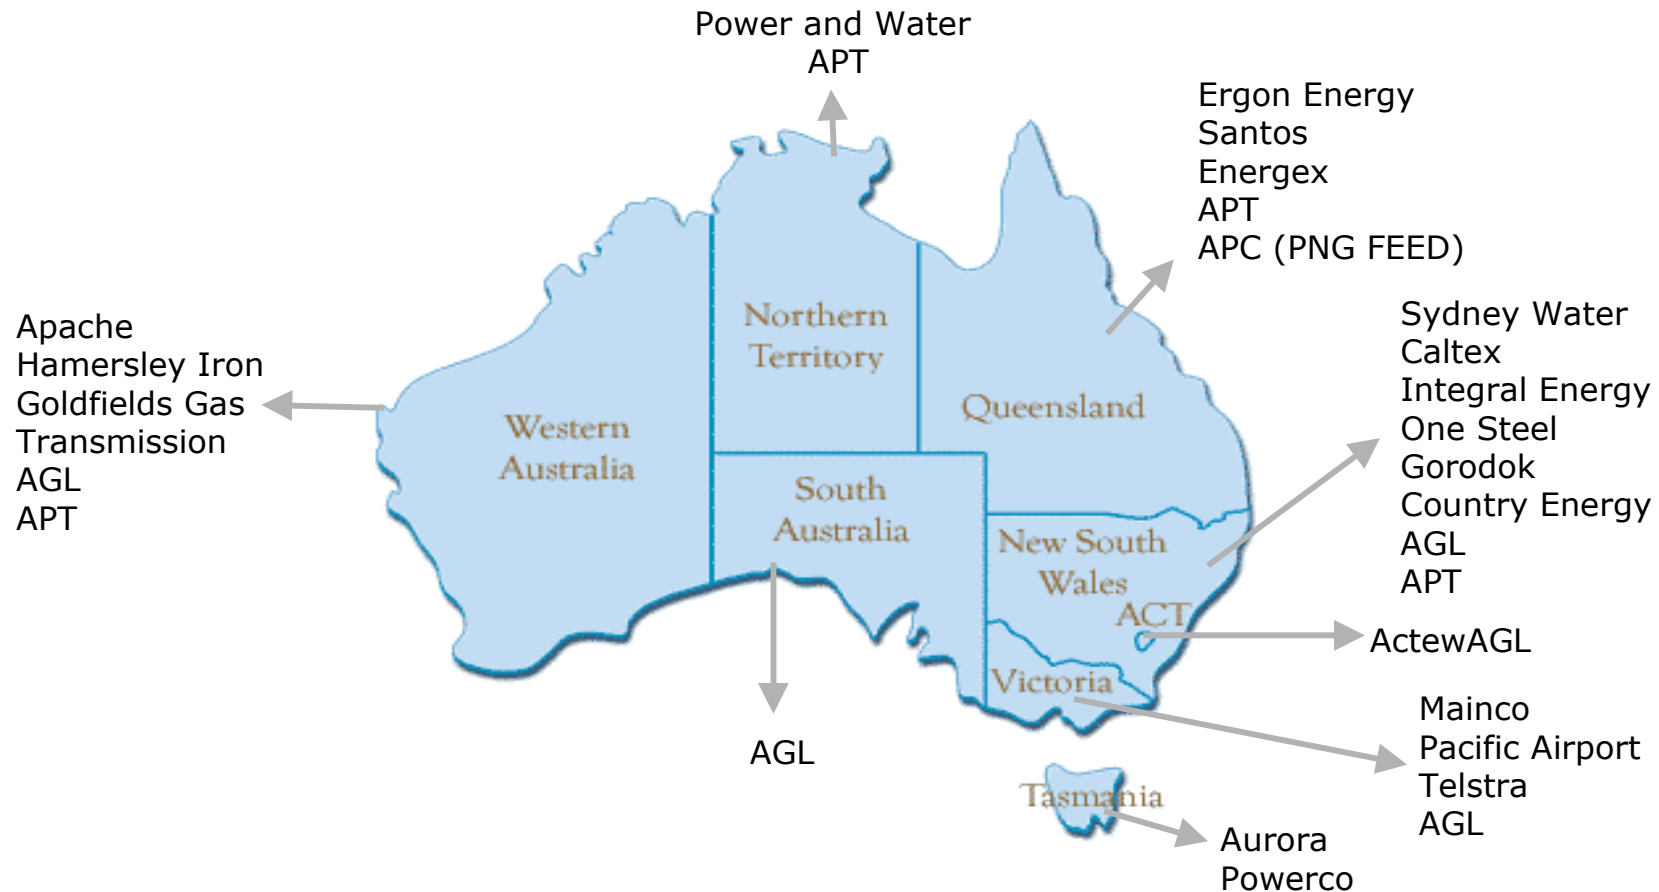 Power and Water
APT
Ergon Energy
Santos
Energex
APT
APC (PNG FEED)
Apache
Hamersley Iron
Goldfields Gas
Transmission
AGL
APT
Northern
Territory
Western
Australia
Queensland
South
Australia
New South
Wales
ACT
Victoria
Tasmania
Sydney Water
Caltex
Integral Energy
One Steel
Gorodok
Country Energy
AGL
APT
ActewAGL
Mainco
Pacific Airport
Telstra
AGL
AGL
Aurora
Powerco